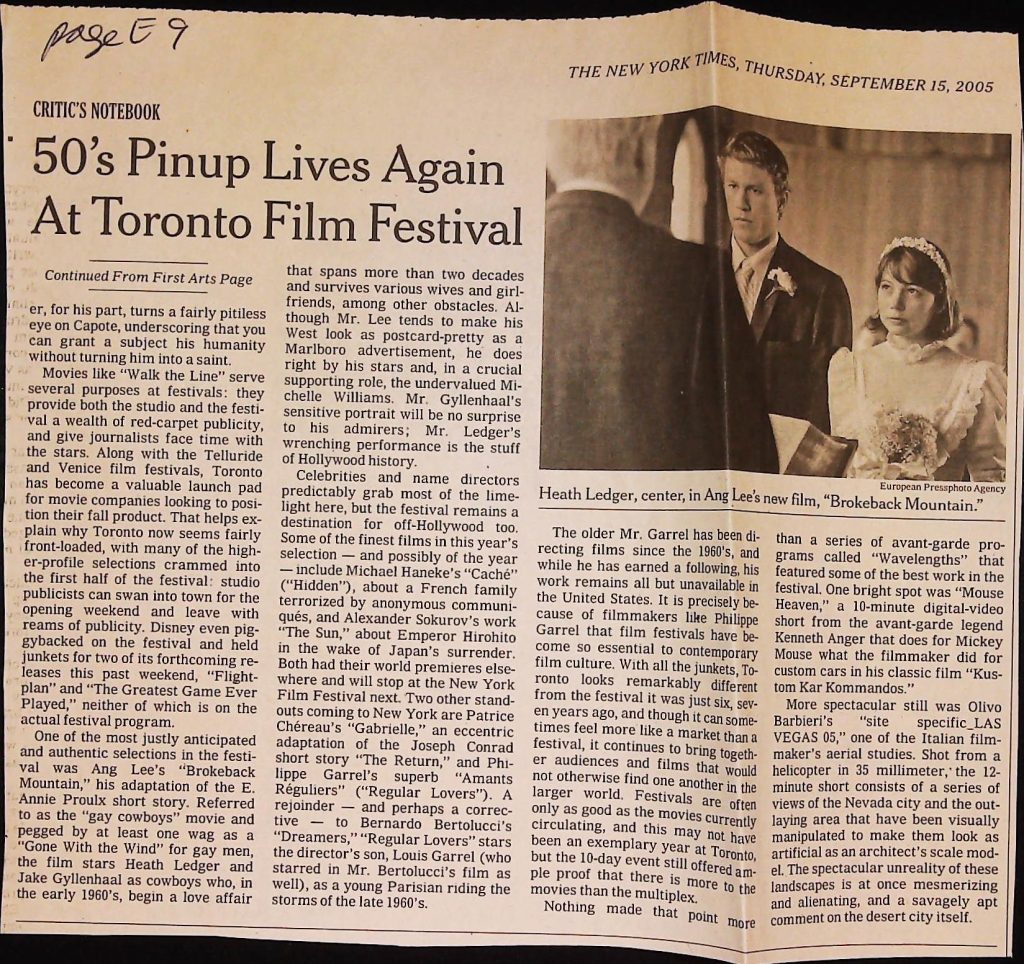 page E 9
THE NEW YORK TIMES, THURSDAY, SEPTEMBER 15, 2005
CRITIC'S NOTEBOOK
50's Pinup Lives Again
At Toronto Film Festival
Continued From First Arts Page
er, for his part, turns a fairly pitiless
eye on Capote, underscoring that you
can grant a subject his humanity
without turning him into a saint.
Movies like "Walk the Line" serve
several purposes at festivals: they
provide both the studio and the festi-
val a wealth of red-carpet publicity,
and give journalists face time with
the stars. Along with the Telluride
and Venice film festivals, Toronto
has become a valuable launch pad
for movie companies looking to posi-
tion their fall product. That helps ex-
plain why Toronto now seems fairly
front-loaded, with many of the high-
er-profile selections crammed into
the first half of the festival: studio
publicists can swan into town for the
opening weekend and leave with
reams of publicity. Disney even pig-
gybacked on the festival and held
junkets for two of its forthcoming re-
leases this past weekend, "Flight-
plan" and "The Greatest Game Ever
Played," neither of which is on the
actual festival program.
One of the most justly anticipated
and authentic selections in the festi-
val was Ang Lee's "Brokeback
Mountain," his adaptation of the E.
Annie Proulx short story. Referred
to as the "gay cowboys" movie and
pegged by at least one wag as a
"Gone With the Wind" for gay men,
the film stars Heath Ledger and
Jake Gyllenhaal as cowboys who, in
the early 1960's, begin a love affair
that spans more than two decades
and survives various wives and girl-
friends, among other obstacles. Al-
though Mr. Lee tends to make his
West look as postcard-pretty as a
Marlboro advertisement, he does
right by his stars and, in a crucial
supporting role, the undervalued Mi-
chelle Williams. Mr. Gyllenhaal's
sensitive portrait will be no surprise
to his admirers; Mr. Ledger's
wrenching performance is the stuff
of Hollywood history.
Celebrities and name directors
predictably grab most of the lime-
light here, but the festival remains a
destination for off-Hollywood too.
Some of the finest films in this year's
selection — and possibly of the year
— include Michael Haneke's "Caché"
("Hidden"), about a French family
terrorized by anonymous communi-
qués, and Alexander Sokurov's work
"The Sun," about Emperor Hirohito
in the wake of Japan's surrender.
Both had their world premieres else-
where and will stop at the New York
Film Festival next. Two other stand-
outs coming to New York are Patrice
Chéreau's "Gabrielle," an eccentric
adaptation of the Joseph Conrad
short story "The Return," and Phi-
lippe Garrel's superb "Amants
Réguliers" ("Regular Lovers"). A
rejoinder — and perhaps a correc-
tive — to Bernardo Bertolucci's
"Dreamers," "Regular Lovers" stars
the director's son, Louis Garrel (who
starred in Mr. Bertolucci's film as
well), as a young Parisian riding the
storms of the late 1960's.
European Pressphoto Agency
Heath Ledger, center, in Ang Lee's new film, "Brokeback Mountain."
The older Mr. Garrel has been di-
recting films since the 1960's, and
while he has earned a following, his
work remains all but unavailable in
the United States. It is precisely be-
cause of filmmakers like Philippe
Garrel that film festivals have be-
come so essential to contemporary
film culture. With all the junkets, To-
ronto looks remarkably different
from the festival it was just six, sev-
en years ago, and though it can some-
times feel more like a market than a
festival, it continues to bring togeth-
er audiences and films that would
not otherwise find one another in the
larger world. Festivals are often
only as good as the movies currently
circulating, and this may not have
been an exemplary year at Toronto,
but the 10-day event still offered am-
ple proof that there is more to the
movies than the multiplex.
Nothing made that point more
than a series of avant-garde pro-
grams called "Wavelengths" that
featured some of the best work in the
festival. One bright spot was "Mouse
Heaven," a 10-minute digital-video
short from the avant-garde legend
Kenneth Anger that does for Mickey
Mouse what the filmmaker did for
custom cars in his classic film "Kus-
tom Kar Kommandos."
More spectacular still was Olivo
Barbieri's "site specific_LAS
VEGAS 05," one of the Italian film-
maker's aerial studies. Shot from a
helicopter in 35 millimeter, the 12-
minute short consists of a series of
views of the Nevada city and the out-
laying area that have been visually
manipulated to make them look as
artificial as an architect's scale mod-
el. The spectacular unreality of these
landscapes is at once mesmerizing
and alienating, and a savagely apt
comment on the desert city itself.